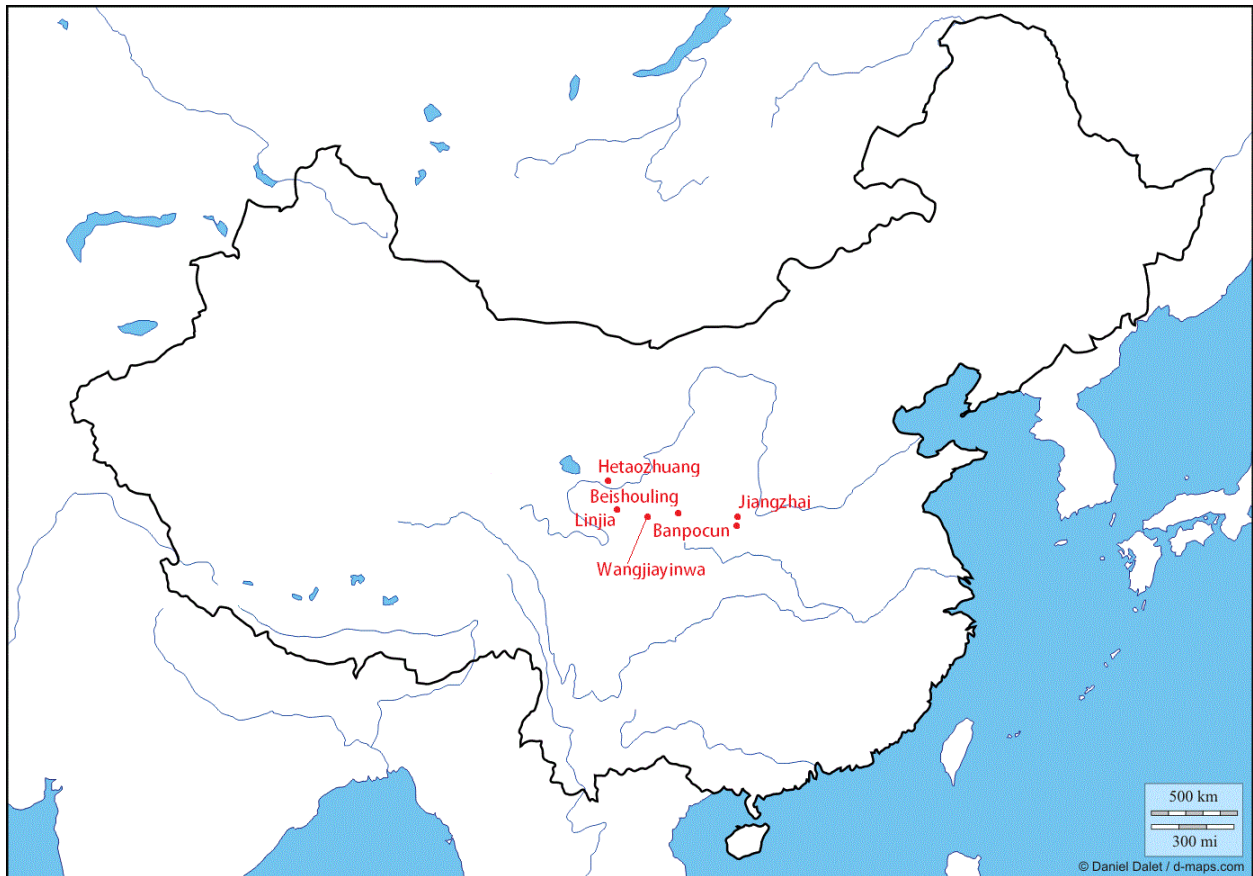 Hetaozhuang
Beishouling
Jiangzhai
Linjia
Banpocun
Wangjiayinwa
500 km
300 mi
© Daniel Dalet / d-maps.com